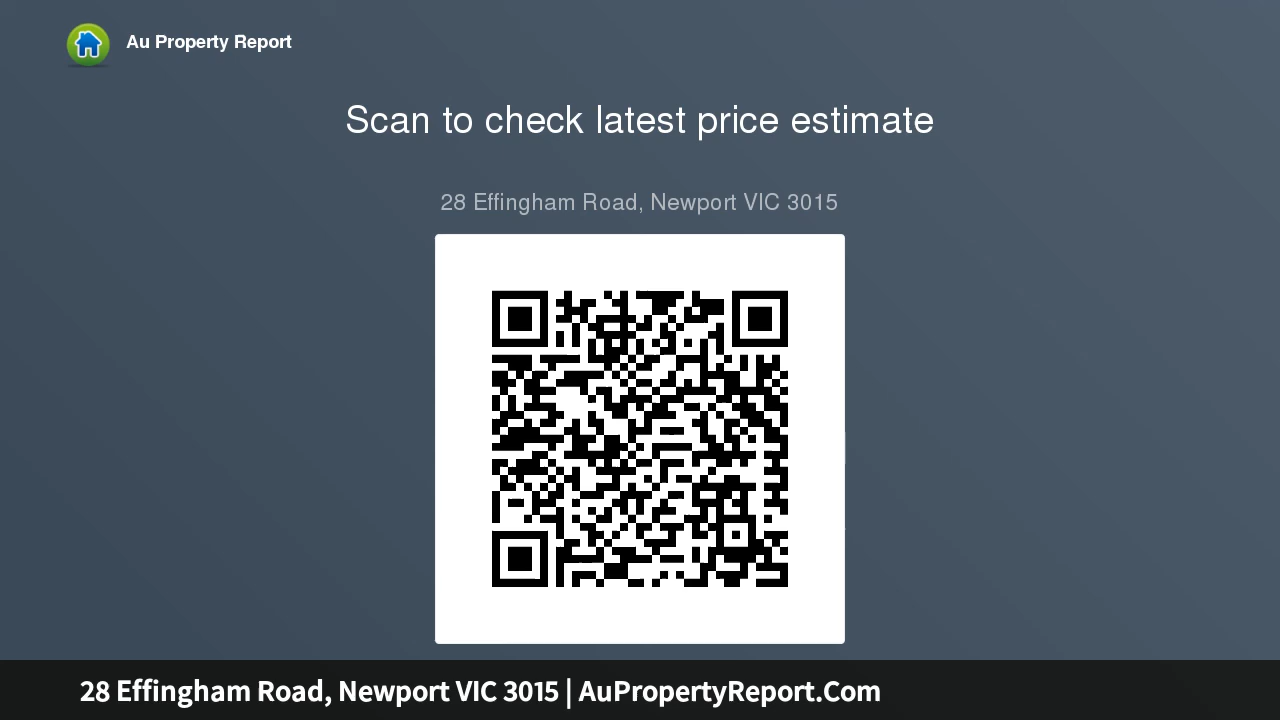 Au Property Report
Scan to check latest price estimate
28 Effingham Road, Newport VIC 3015
28 Effingham Road, Newport VIC 3015 | AuPropertyReport.Com